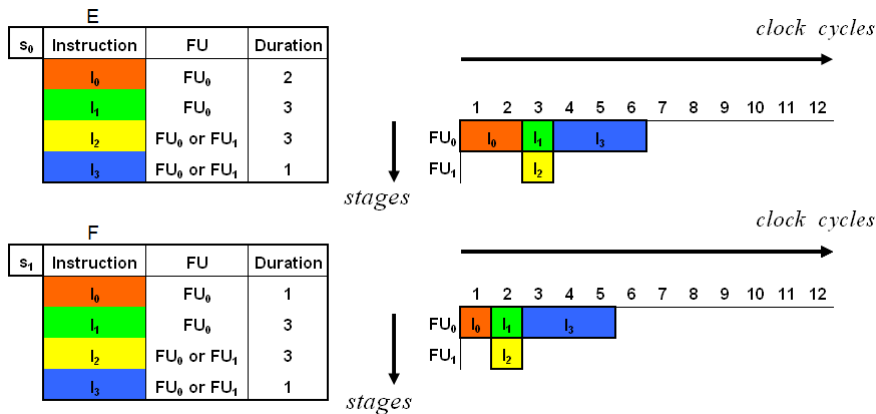 E
s₀ Instruction FU Duration
I₀ FU₀ 2
I₁ FU₀ 3
I₂ FU₀ or FU₁ 3
I₃ FU₀ or FU₁ 1
stages
clock cycles
1 2 3 4 5 6 7 8 9 10 11 12
FU₀ I₀ I₁ I₃
FU₁ I₂
F
s₁ Instruction FU Duration
I₀ FU₀ 1
I₁ FU₀ 3
I₂ FU₀ or FU₁ 3
I₃ FU₀ or FU₁ 1
stages
clock cycles
1 2 3 4 5 6 7 8 9 10 11 12
FU₀ I₀ I₁ I₃
FU₁ I₂